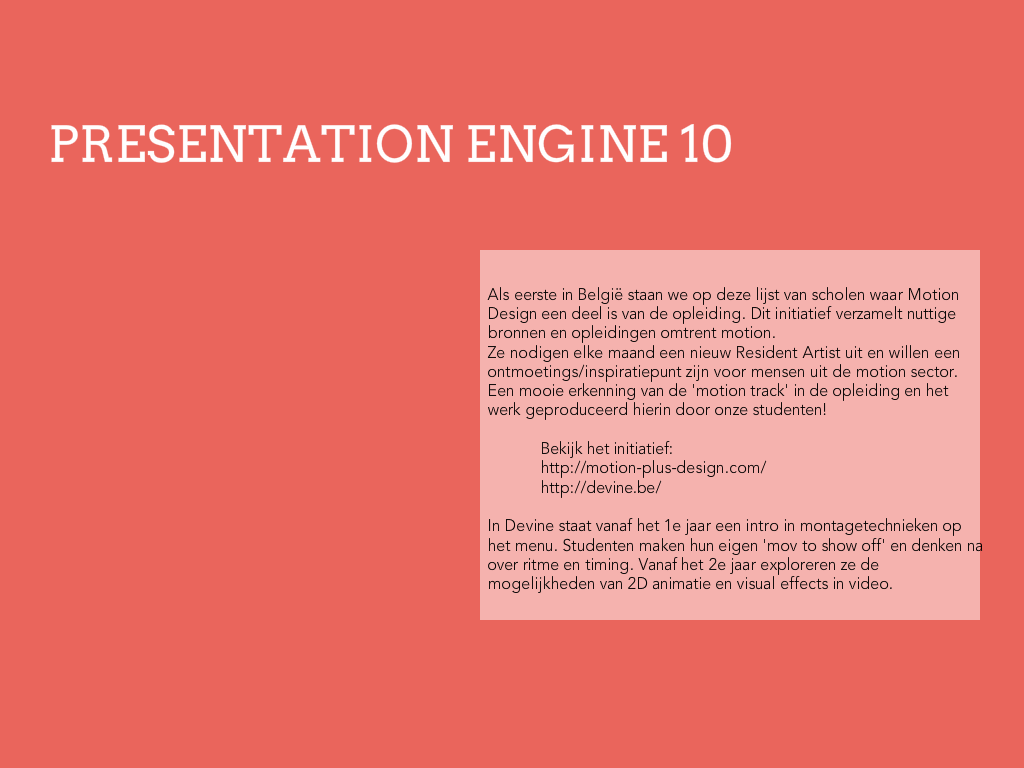 PRESENTATION ENGINE 10
Als eerste in België staan we op deze lijst van scholen waar Motion
Design een deel is van de opleiding. Dit initiatief verzamelt nuttige
bronnen en opleidingen omtrent motion.
Ze nodigen elke maand een nieuw Resident Artist uit en willen een
ontmoetings/inspiratiepunt zijn voor mensen uit de motion sector.
Een mooie erkenning van de 'motion track' in de opleiding en het
werk geproduceerd hierin door onze studenten!
Bekijk het initiatief:
http://motion-plus-design.com/
http://devine.be/
In Devine staat vanaf het 1e jaar een intro in montagetechnieken op
het menu. Studenten maken hun eigen 'mov to show off' en denken na
over ritme en timing. Vanaf het 2e jaar exploreren ze de
mogelijkheden van 2D animatie en visual effects in video.